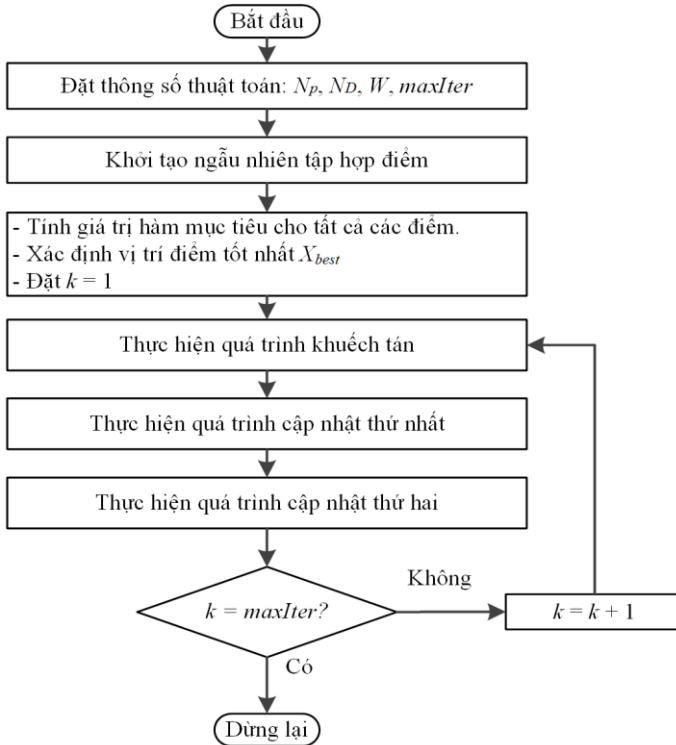 Bắt đầu
Đặt thông số thuật toán: Np, ND, W, maxIter
Khởi tạo ngẫu nhiên tập hợp điểm
- Tính giá trị hàm mục tiêu cho tất cả các điểm.
- Xác định vị trí điểm tốt nhất Xbest
- Đặt k = 1
Thực hiện quá trình khuếch tán
Thực hiện quá trình cập nhật thứ nhất
Thực hiện quá trình cập nhật thứ hai
k = maxIter?
Không
k = k + 1
Có
Dừng lại